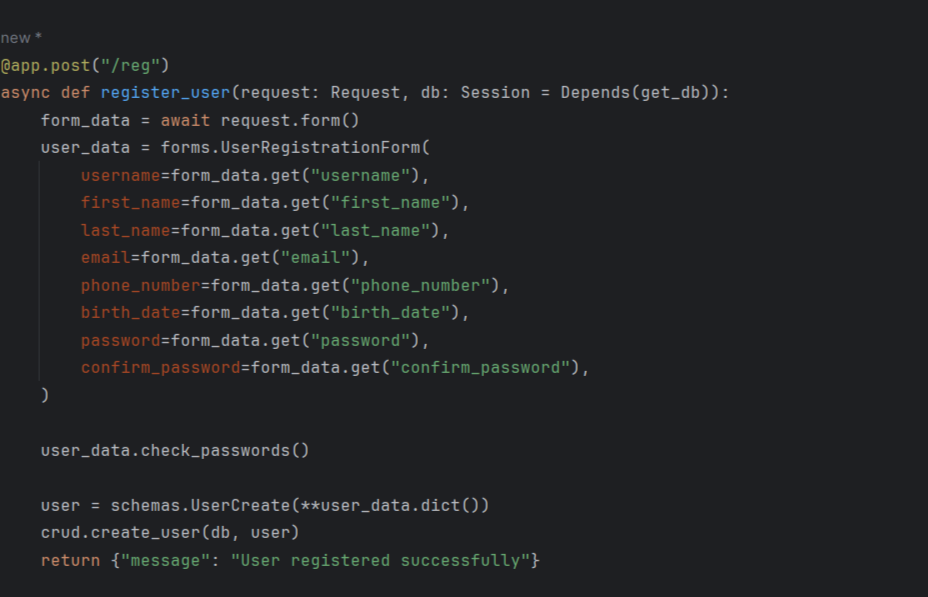 new *
@app.post("/reg")
async def register_user(request: Request, db: Session = Depends(get_db)):
    form_data = await request.form()
    user_data = forms.UserRegistrationForm(
        username=form_data.get("username"),
        first_name=form_data.get("first_name"),
        last_name=form_data.get("last_name"),
        email=form_data.get("email"),
        phone_number=form_data.get("phone_number"),
        birth_date=form_data.get("birth_date"),
        password=form_data.get("password"),
        confirm_password=form_data.get("confirm_password"),
    )
    user_data.check_passwords()
    user = schemas.UserCreate(**user_data.dict())
    crud.create_user(db, user)
    return {"message": "User registered successfully"}